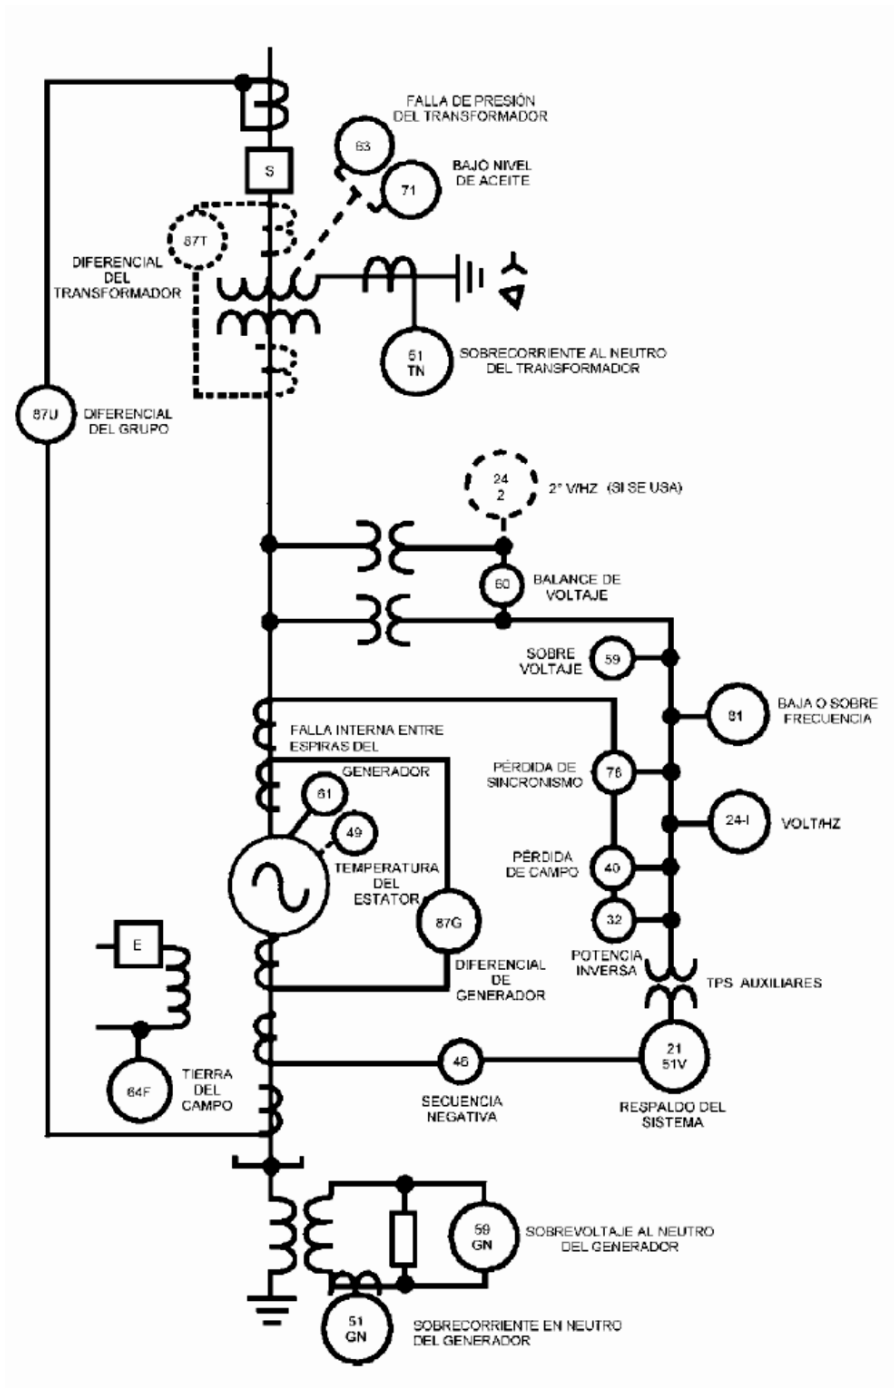 FALLA DE PRESIÓN
DEL TRANSFORMADOR
63
BAJO NIVEL
DE ACEITE
71
S
87T
DIFERENCIAL
DEL
TRANSFORMADOR
51
TN
SOBRECORRIENTE AL NEUTRO
DEL TRANSFORMADOR
87U
DIFERENCIAL
DEL GRUPO
24
2
2° V/HZ (SI SE USA)
60
BALANCE DE
VOLTAJE
SOBRE
VOLTAJE
59
81
BAJA O SOBRE
FRECUENCIA
FALLA INTERNA ENTRE
ESPIRAS DEL
GENERADOR
61
49
TEMPERATURA
DEL
ESTATOR
PÉRDIDA DE
SINCRONISMO
78
24-I
VOLT/HZ
PÉRDIDA
DE CAMPO
40
32
POTENCIA
INVERSA
87G
DIFERENCIAL
DE
GENERADOR
E
TPS AUXILIARES
64F
TIERRA
DEL
CAMPO
46
SECUENCIA
NEGATIVA
21
51V
RESPALDO DEL
SISTEMA
59
GN
SOBREVOLTAJE AL NEUTRO
DEL GENERADOR
51
GN
SOBRECORRIENTE EN NEUTRO
DEL GENERADOR